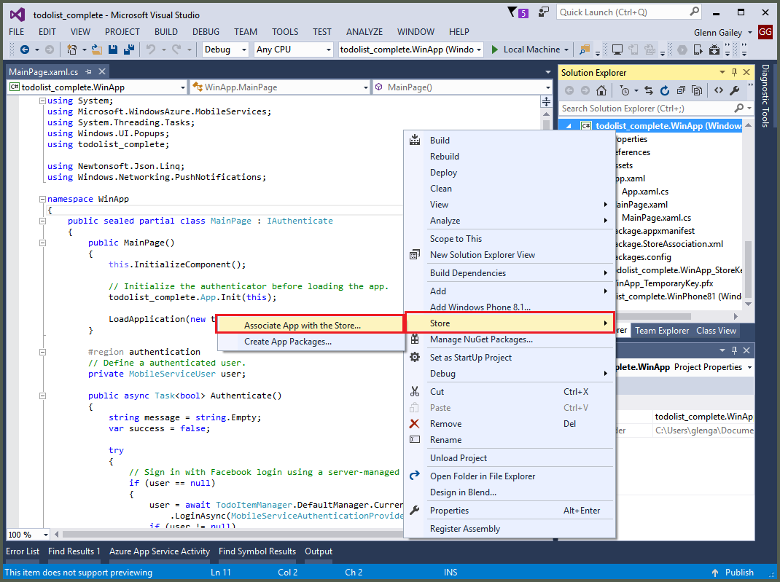 todolist_complete - Microsoft Visual Studio
5
Quick Launch (Ctrl+Q)
FILE EDIT VIEW PROJECT BUILD DEBUG TEAM TOOLS TEST ANALYZE WINDOW HELP
Glenn Gailey
GG
Debug Any CPU todolist_complete.WinApp (Windo Local Machine
MainPage.xaml.cs
todolist_complete.WinApp WinApp.MainPage MainPage()
using System;
using Microsoft.WindowsAzure.MobileServices;
using System.Threading.Tasks;
using Windows.UI.Popups;
using todolist_complete;
using Newtonsoft.Json.Linq;
using Windows.Networking.PushNotifications;
namespace WinApp
{
public sealed partial class MainPage : IAuthenticate
{
public MainPage()
{
this.InitializeComponent();
// Initialize the authenticator before loading the app.
todolist_complete.App.Init(this);
LoadApplication(new t
}
#region authentication
// Define a authenticated user.
private MobileServiceUser user;
public async Task<bool> Authenticate()
{
string message = string.Empty;
var success = false;
try
{
// Sign in with Facebook login using a server-managed
if (user == null)
{
user = await TodoItemManager.DefaultManager.Curre
.LoginAsync(MobileServiceAuthenticationProvide
if (user != null)
100 %
Build
Rebuild
Deploy
Clean
View
Analyze
Scope to This
New Solution Explorer View
Build Dependencies
Add
Add Windows Phone 8.1...
Store
Manage NuGet Packages...
Set as StartUp Project
Debug
Cut Ctrl+X
Paste Ctrl+V
Remove Del
Rename
Unload Project
Open Folder in File Explorer
Design in Blend...
Properties Alt+Enter
Register Assembly
Associate App with the Store...
Create App Packages...
Solution Explorer
Search Solution Explorer (Ctrl+;)
todolist_complete.WinApp (Window
roperties
eferences
ssets
pp.xaml
App.xaml.cs
ainPage.xaml
MainPage.xaml.cs
ackage.appxmanifest
ackage.StoreAssociation.xml
ackages.config
odolist_complete.WinApp_StoreKe
inApp_TemporaryKey.pfx
odolist_complete.WinPhone81 (Wind
rer Team Explorer Class View
lete.WinApp Project Properties
todolist_complete.WinAp
der C:\Users\glenga\Docume
Diagnostic Tools
Error List Find Results 1 Azure App Service Activity Find Symbol Results Output
This item does not support previewing Ln 11 Col 2 Ch 2 INS Publish